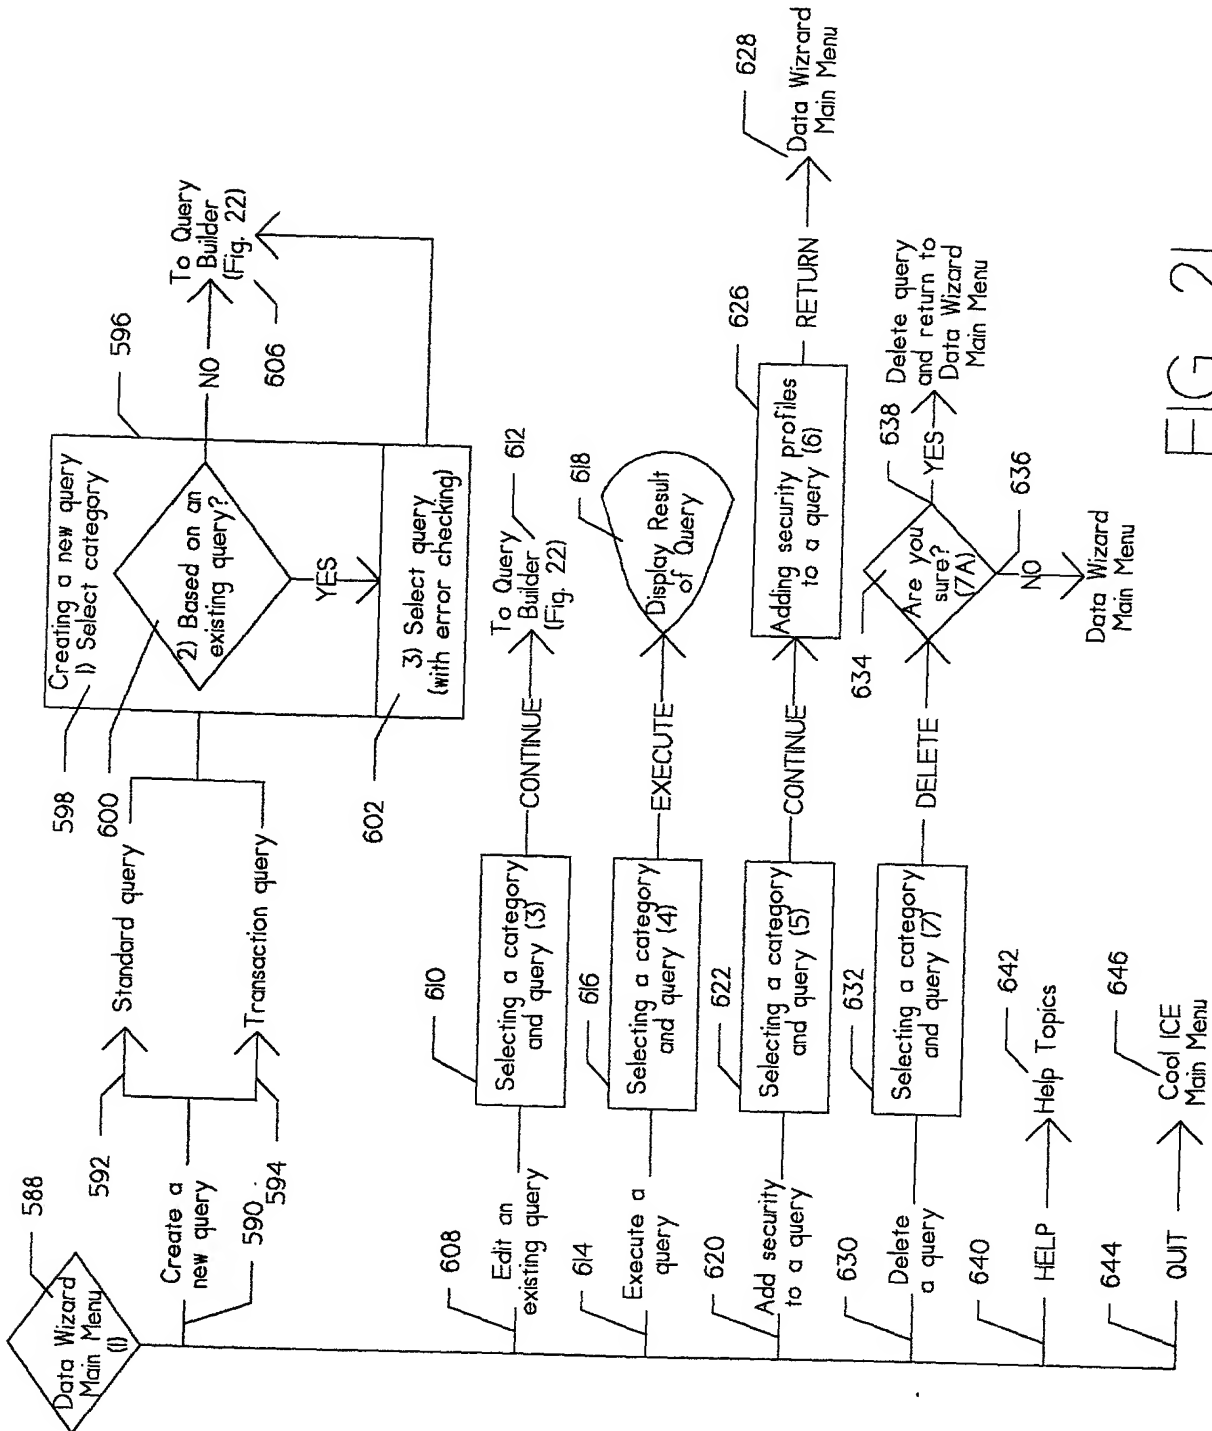 588
Data Wizard
Main Menu
(1)
590
Create a
new query
592
Standard query
594
Transaction query
596
598
Creating a new query
1) Select category
600
2) Based on an
existing query?
NO
606
To Query
Builder
(Fig. 22)
YES
602
3) Select query
(with error checking)
608
Edit an
existing query
610
Selecting a category
and query (3)
CONTINUE
612
To Query
Builder
(Fig. 22)
614
Execute a
query
616
Selecting a category
and query (4)
EXECUTE
618
Display Result
of Query
620
Add security
to a query
622
Selecting a category
and query (5)
CONTINUE
626
Adding security profiles
to a query (6)
RETURN
628
Data Wizrard
Main Menu
630
Delete
a query
632
Selecting a category
and query (7)
DELETE
634
Are you
sure?
(7A)
638
YES
Delete query
and return to
Data Wizard
Main Menu
636
NO
Data Wizard
Main Menu
640
HELP
642
Help Topics
644
QUIT
646
Cool ICE
Main Menu
FIG. 21